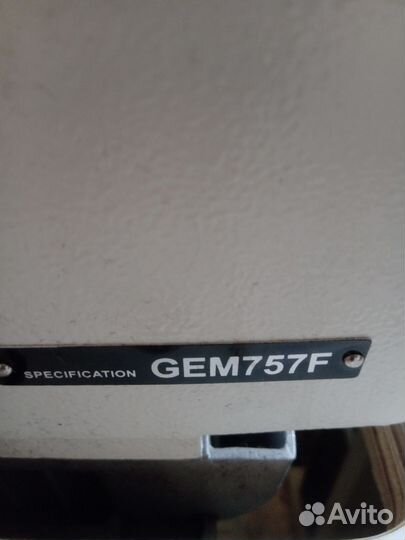 SPECIFICATION GEM757F
Avito